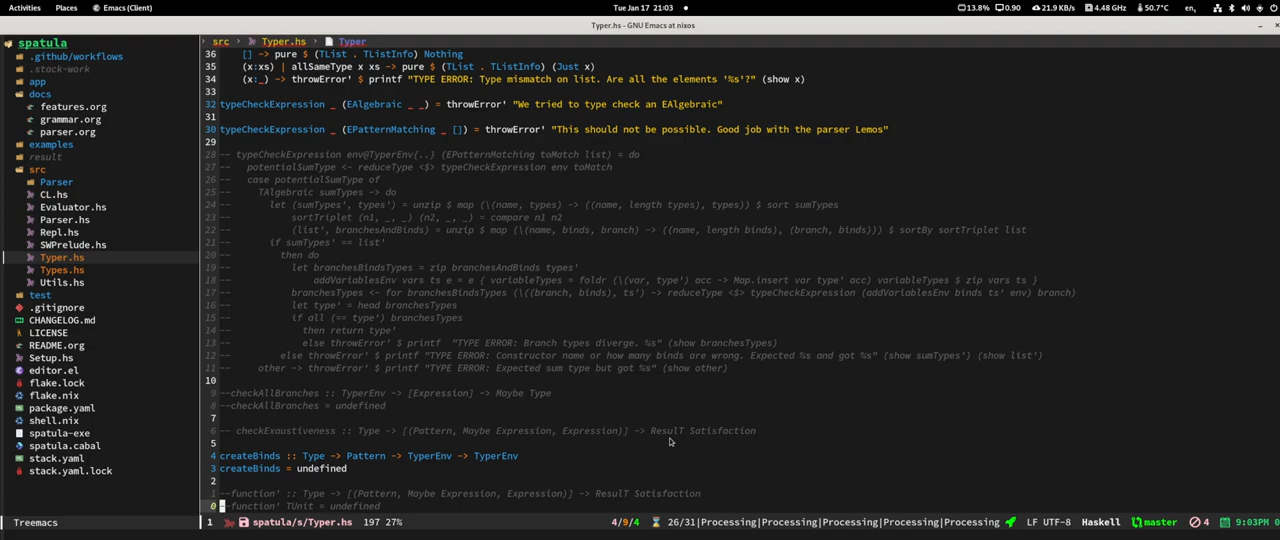 Activities Places Emacs (Client) Tue Jan 17 21:03 13.8% 0.90 21.9 KB/s 4.48 GHz 50.7°C en₁
Typer.hs - GNU Emacs at nixos
spatula
.github/workflows
.stack-work
app
docs
features.org
grammar.org
parser.org
examples
result
src
Parser
CL.hs
Evaluator.hs
Parser.hs
Repl.hs
SWPrelude.hs
Typer.hs
Types.hs
Utils.hs
test
.gitignore
CHANGELOG.md
LICENSE
README.org
Setup.hs
editor.el
flake.lock
flake.nix
package.yaml
shell.nix
spatula-exe
spatula.cabal
stack.yaml
stack.yaml.lock
Treemacs
> src > Typer.hs > Typer
36 [] -> pure $ (TList . TListInfo) Nothing
35 (x:xs) | allSameType x xs -> pure $ (TList . TListInfo) (Just x)
34 (x:_) -> throwError' $ printf "TYPE ERROR: Type mismatch on list. Are all the elements '%s'?" (show x)
33
32 typeCheckExpression _ (EAlgebraic _ _) = throwError' "We tried to type check an EAlgebraic"
31
30 typeCheckExpression _ (EPatternMatching _ []) = throwError' "This should not be possible. Good job with the parser Lemos"
29
28 -- typeCheckExpression env@TyperEnv{..} (EPatternMatching toMatch list) = do
27 -- potentialSumType <- reduceType <$> typeCheckExpression env toMatch
26 -- case potentialSumType of
25 -- TAlgebraic sumTypes -> do
24 -- let (sumTypes', types') = unzip $ map (\(name, types) -> ((name, length types), types)) $ sort sumTypes
23 -- sortTriplet (n1, _, _) (n2, _, _) = compare n1 n2
22 -- (list', branchesAndBinds) = unzip $ map (\(name, binds, branch) -> ((name, length binds), (branch, binds))) $ sortBy sortTriplet list
21 -- if sumTypes' == list'
20 -- then do
19 -- let branchesBindsTypes = zip branchesAndBinds types'
18 -- addVariablesEnv vars ts e = e { variableTypes = foldr (\(var, type') acc -> Map.insert var type' acc) variableTypes $ zip vars ts }
17 -- branchesTypes <- for branchesBindsTypes (\((branch, binds), ts') -> reduceType <$> typeCheckExpression (addVariablesEnv binds ts' env) branch)
16 -- let type' = head branchesTypes
15 -- if all (== type') branchesTypes
14 -- then return type'
13 -- else throwError' $ printf "TYPE ERROR: Branch types diverge. %s" (show branchesTypes)
12 -- else throwError' $ printf "TYPE ERROR: Constructor name or how many binds are wrong. Expected %s and got %s" (show sumTypes') (show list')
11 -- other -> throwError' $ printf "TYPE ERROR: Expected sum type but got %s" (show other)
10
9 --checkAllBranches :: TyperEnv -> [Expression] -> Maybe Type
8 --checkAllBranches = undefined
7
6 -- checkExaustiveness :: Type -> [(Pattern, Maybe Expression, Expression)] -> ResulT Satisfaction
5
4 createBinds :: Type -> Pattern -> TyperEnv -> TyperEnv
3 createBinds = undefined
2
1 --function' :: Type -> [(Pattern, Maybe Expression, Expression)] -> ResulT Satisfaction
0 --function' TUnit = undefined
1 spatula/s/Typer.hs 197 27% 4/9/4 26/31|Processing|Processing|Processing|Processing|Processing LF UTF-8 Haskell master 4 9:03PM 0